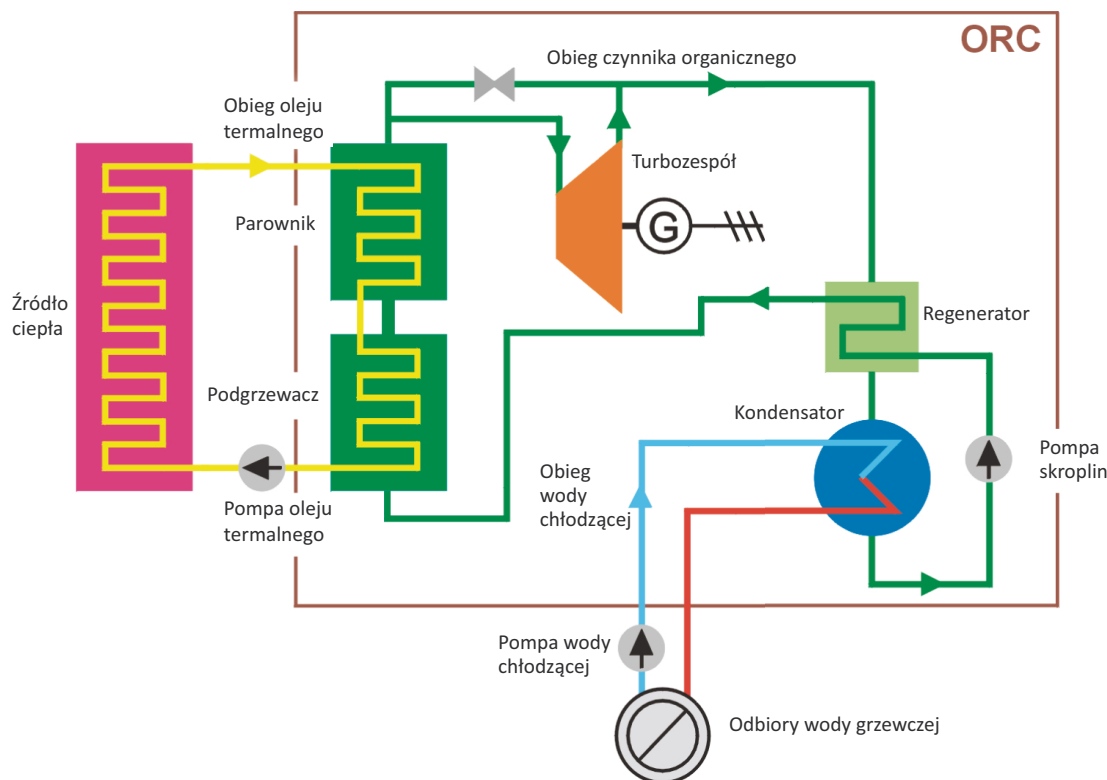 ORC
Obieg czynnika organicznego
Obieg oleju
termalnego
Turbozespół
Parownik
G
Źródło
ciepła
Regenerator
Podgrzewacz
Kondensator
Pompa
skroplin
Obieg
wody
chłodzącej
Pompa oleju
termalnego
Pompa wody
chłodzącej
Odbiory wody grzewczej